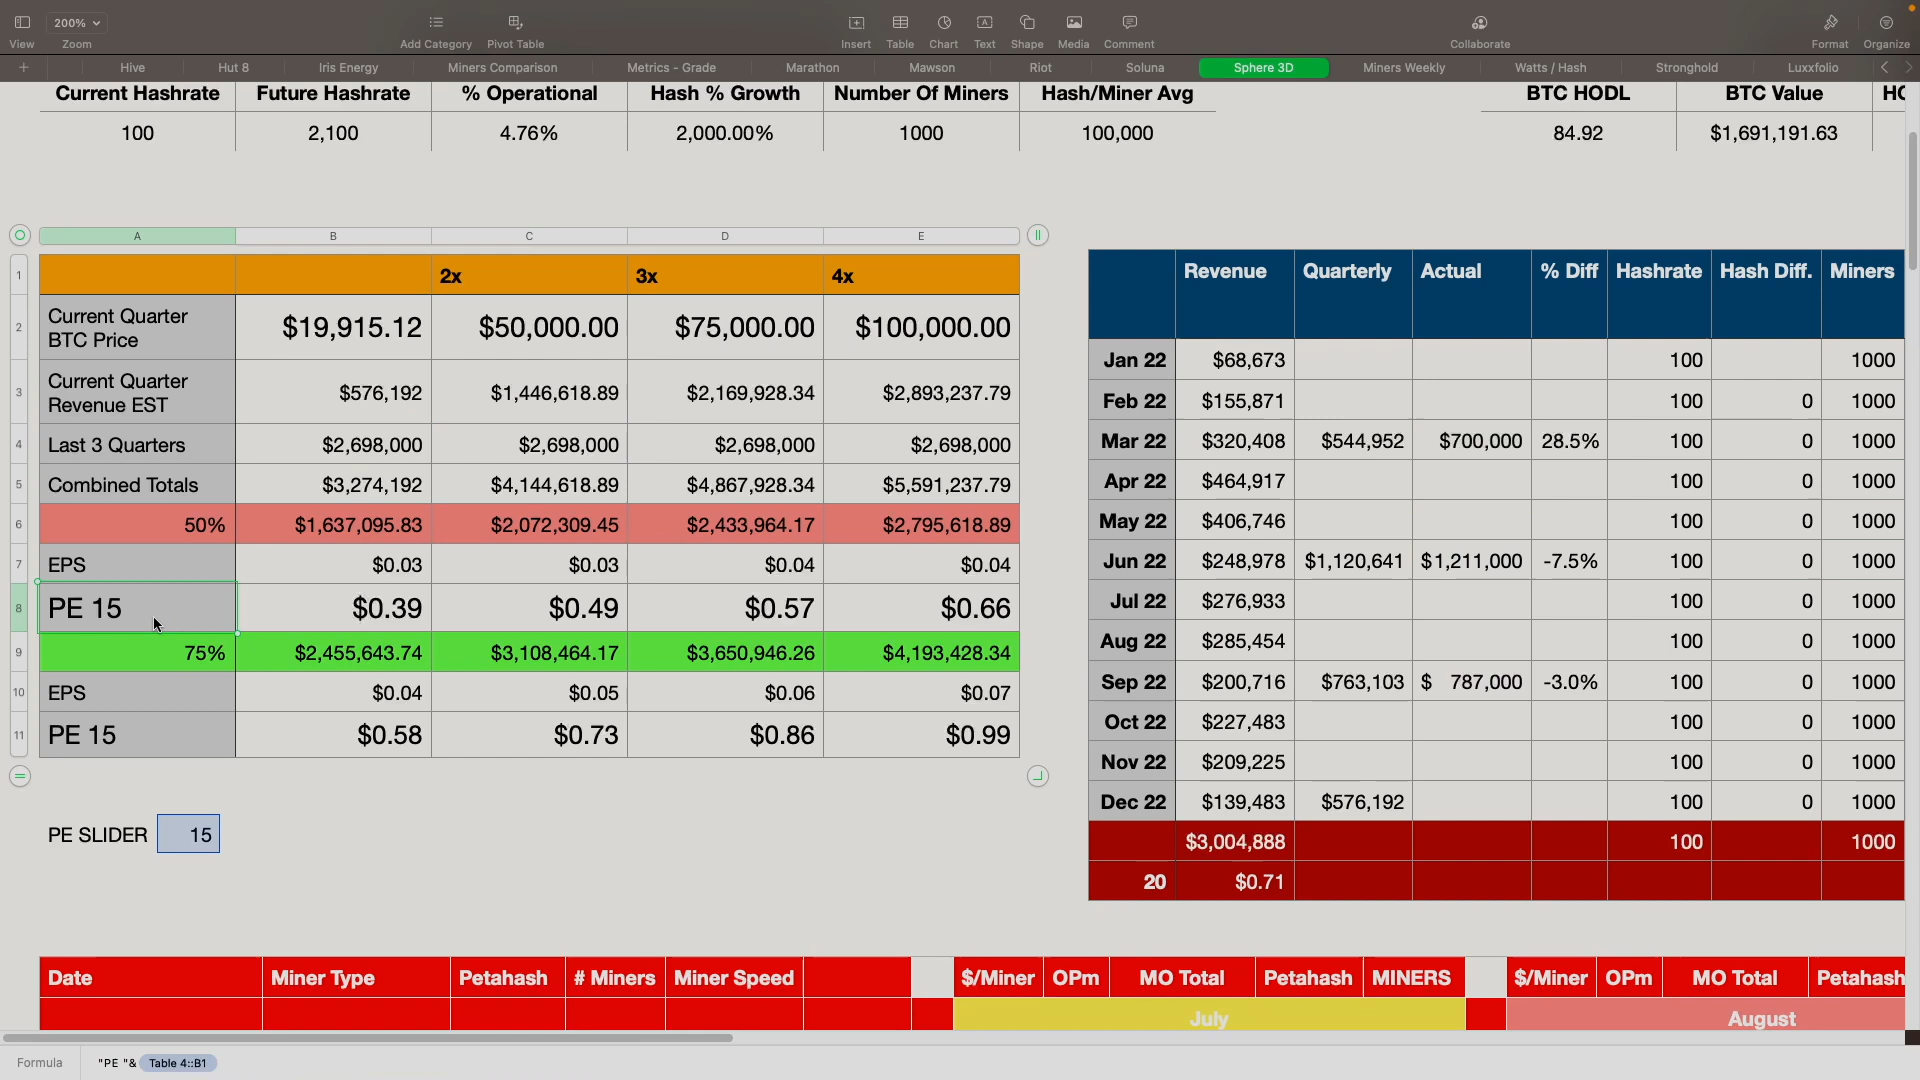 View
200%
Zoom
Add Category
Pivot Table
Insert
Table
Chart
Text
Shape
Media
Comment
Collaborate
Format
Organize
+ Hive Hut 8 Iris Energy Miners Comparison Metrics - Grade Marathon Mawson Riot Soluna Sphere 3D Miners Weekly Watts / Hash Stronghold Luxxfolio
Current Hashrate Future Hashrate % Operational Hash % Growth Number Of Miners Hash/Miner Avg
100 2,100 4.76% 2,000.00% 1000 100,000
BTC HODL BTC Value HO
84.92 $1,691,191.63
A B C D E
1 2x 3x 4x
2 Current Quarter BTC Price $19,915.12 $50,000.00 $75,000.00 $100,000.00
3 Current Quarter Revenue EST $576,192 $1,446,618.89 $2,169,928.34 $2,893,237.79
4 Last 3 Quarters $2,698,000 $2,698,000 $2,698,000 $2,698,000
5 Combined Totals $3,274,192 $4,144,618.89 $4,867,928.34 $5,591,237.79
6 50% $1,637,095.83 $2,072,309.45 $2,433,964.17 $2,795,618.89
7 EPS $0.03 $0.03 $0.04 $0.04
8 PE 15 $0.39 $0.49 $0.57 $0.66
9 75% $2,455,643.74 $3,108,464.17 $3,650,946.26 $4,193,428.34
10 EPS $0.04 $0.05 $0.06 $0.07
11 PE 15 $0.58 $0.73 $0.86 $0.99
PE SLIDER 15
Revenue Quarterly Actual % Diff Hashrate Hash Diff. Miners
Jan 22 $68,673 100 1000
Feb 22 $155,871 100 0 1000
Mar 22 $320,408 $544,952 $700,000 28.5% 100 0 1000
Apr 22 $464,917 100 0 1000
May 22 $406,746 100 0 1000
Jun 22 $248,978 $1,120,641 $1,211,000 -7.5% 100 0 1000
Jul 22 $276,933 100 0 1000
Aug 22 $285,454 100 0 1000
Sep 22 $200,716 $763,103 $ 787,000 -3.0% 100 0 1000
Oct 22 $227,483 100 0 1000
Nov 22 $209,225 100 0 1000
Dec 22 $139,483 $576,192 100 0 1000
$3,004,888 100 1000
20 $0.71
Date Miner Type Petahash # Miners Miner Speed $/Miner OPm MO Total Petahash MINERS $/Miner OPm MO Total Petahash
July August
Formula "PE "& Table 4::B1